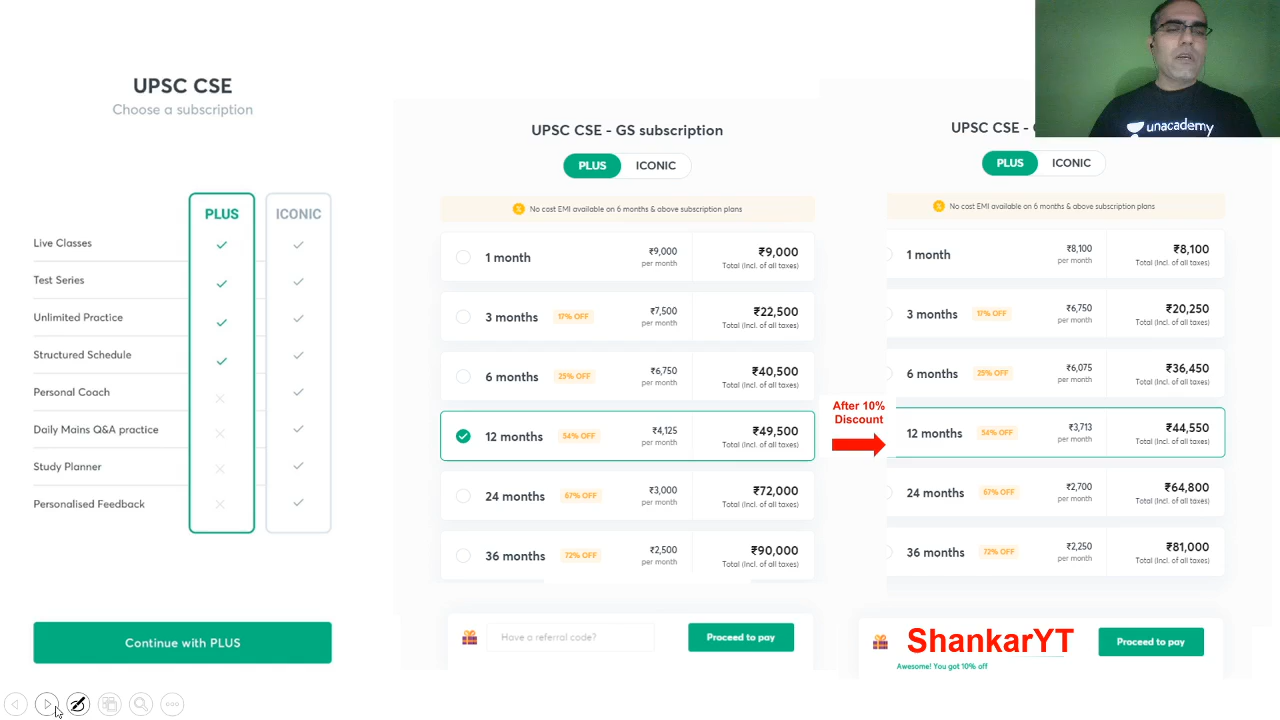 UPSC CSE
Choose a subscription
PLUS
ICONIC
Live Classes
Test Series
Unlimited Practice
Structured Schedule
Personal Coach
Daily Mains Q&A practice
Study Planner
Personalised Feedback
Continue with PLUS
UPSC CSE - GS subscription
PLUS
ICONIC
No cost EMI available on 6 months & above subscription plans
1 month
₹9,000
per month
₹9,000
Total (Incl. of all taxes)
3 months
17% OFF
₹7,500
per month
₹22,500
Total (Incl. of all taxes)
6 months
25% OFF
₹6,750
per month
₹40,500
Total (Incl. of all taxes)
12 months
54% OFF
₹4,125
per month
₹49,500
Total (Incl. of all taxes)
24 months
67% OFF
₹3,000
per month
₹72,000
Total (Incl. of all taxes)
36 months
72% OFF
₹2,500
per month
₹90,000
Total (Incl. of all taxes)
Have a referral code?
Proceed to pay
After 10%
Discount
UPSC CSE -
PLUS
ICONIC
No cost EMI available on 6 months & above subscription plans
1 month
₹8,100
per month
₹8,100
Total (Incl. of all taxes)
3 months
17% OFF
₹6,750
per month
₹20,250
Total (Incl. of all taxes)
6 months
25% OFF
₹6,075
per month
₹36,450
Total (Incl. of all taxes)
12 months
54% OFF
₹3,713
per month
₹44,550
Total (Incl. of all taxes)
24 months
67% OFF
₹2,700
per month
₹64,800
Total (Incl. of all taxes)
36 months
72% OFF
₹2,250
per month
₹81,000
Total (Incl. of all taxes)
ShankarYT
Awesome! You got 10% off
Proceed to pay
unacademy